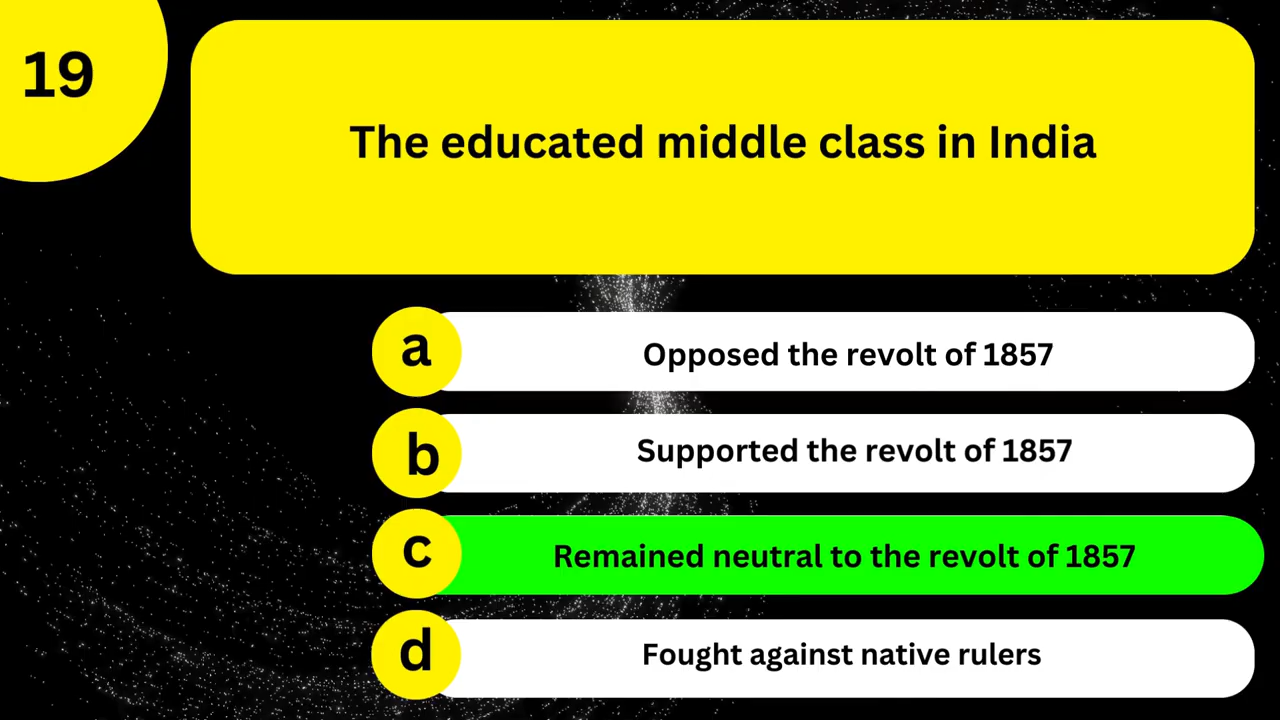 19
The educated middle class in India
a
Opposed the revolt of 1857
b
Supported the revolt of 1857
c
Remained neutral to the revolt of 1857
d
Fought against native rulers